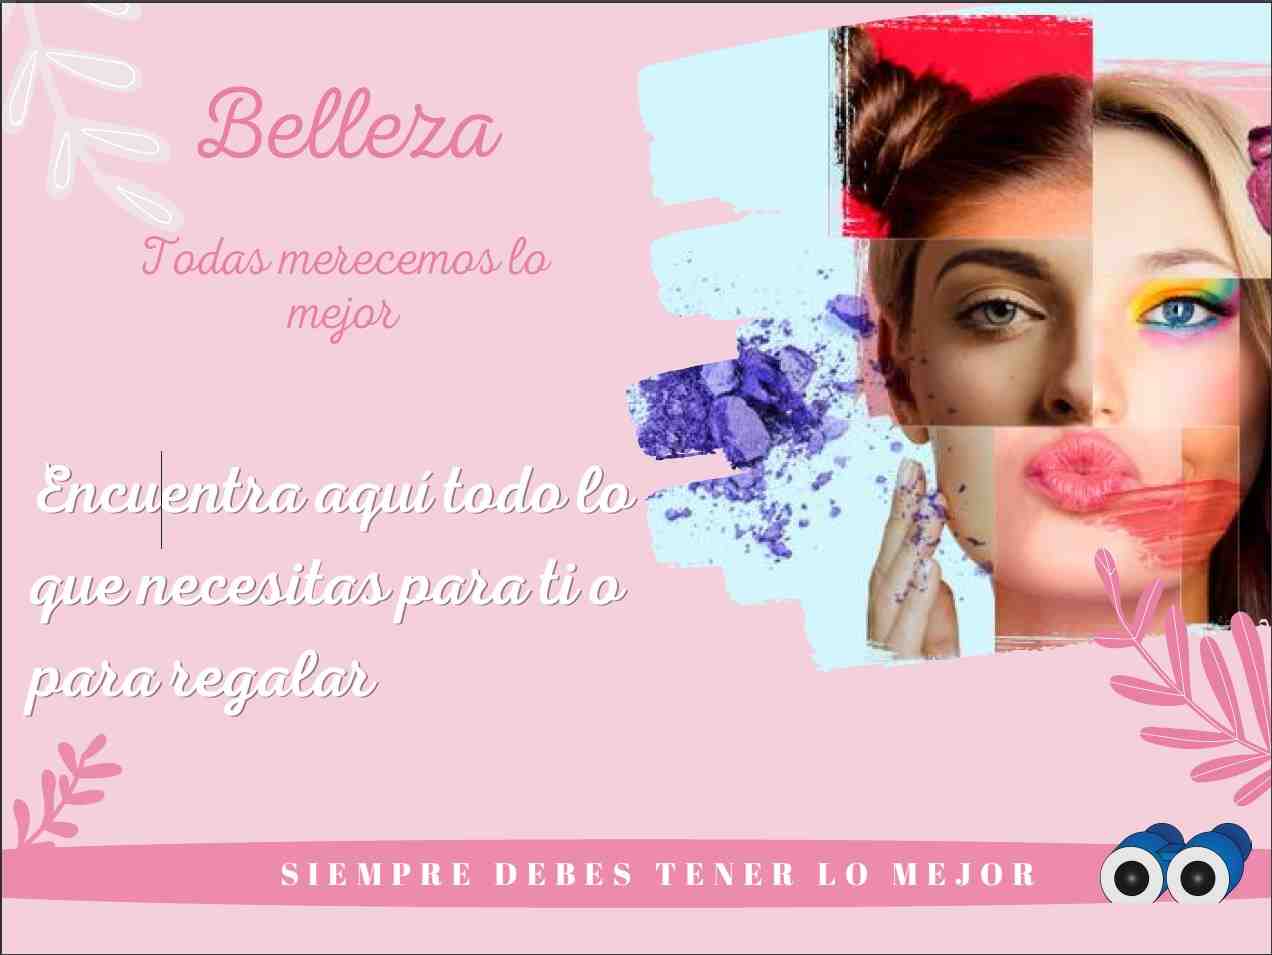 Belleza
Todas merecemos lo
mejor
Encuentra aquí todo lo
que necesitas para ti o
para regalar
SIEMPRE DEBES TENER LO MEJOR